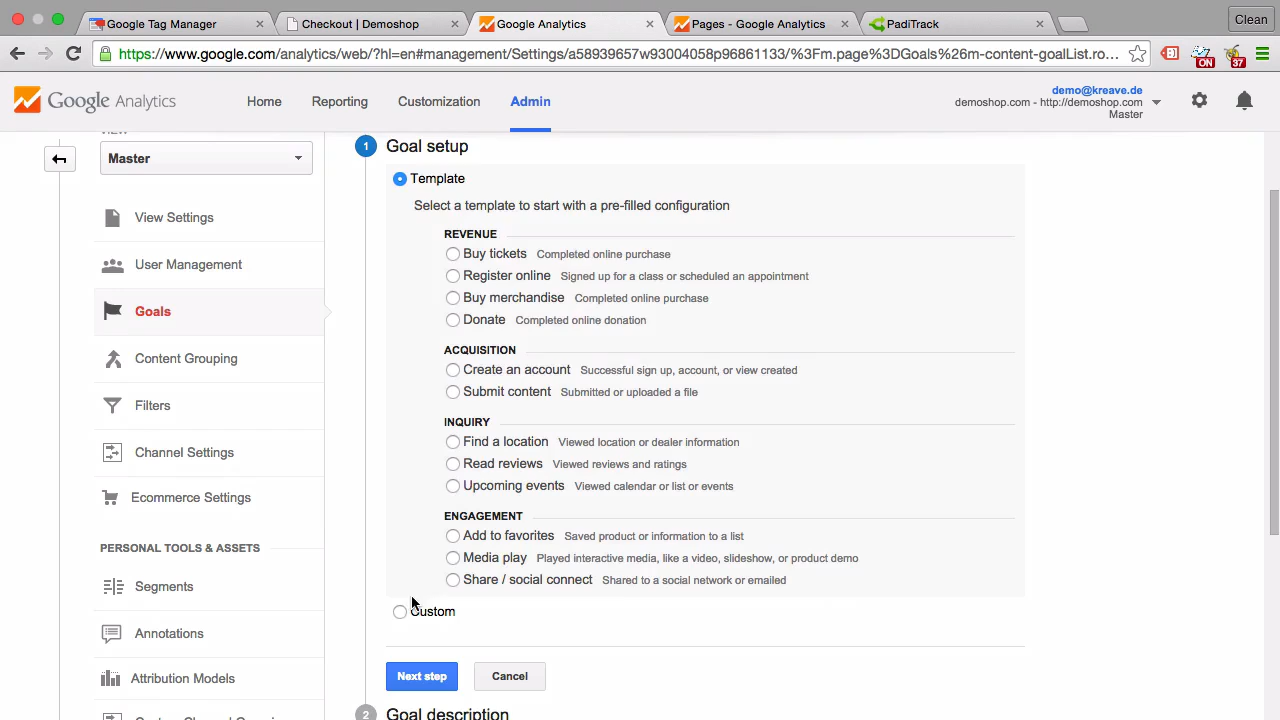 Google Tag Manager
Checkout | Demoshop
Google Analytics
Pages - Google Analytics
PadiTrack
Clean
https://www.google.com/analytics/web/?hl=en#management/Settings/a58939657w93004058p96861133/%3Fm.page%3DGoals%26m-content-goalList.ro...
ON
37
Google Analytics
Home
Reporting
Customization
Admin
demo@kreave.de
demoshop.com - http://demoshop.com
Master
Master
View Settings
User Management
Goals
Content Grouping
Filters
Channel Settings
Ecommerce Settings
PERSONAL TOOLS & ASSETS
Segments
Annotations
Attribution Models
1 Goal setup
Template
Select a template to start with a pre-filled configuration
REVENUE
Buy tickets Completed online purchase
Register online Signed up for a class or scheduled an appointment
Buy merchandise Completed online purchase
Donate Completed online donation
ACQUISITION
Create an account Successful sign up, account, or view created
Submit content Submitted or uploaded a file
INQUIRY
Find a location Viewed location or dealer information
Read reviews Viewed reviews and ratings
Upcoming events Viewed calendar or list or events
ENGAGEMENT
Add to favorites Saved product or information to a list
Media play Played interactive media, like a video, slideshow, or product demo
Share / social connect Shared to a social network or emailed
Custom
Next step
Cancel
2 Goal description